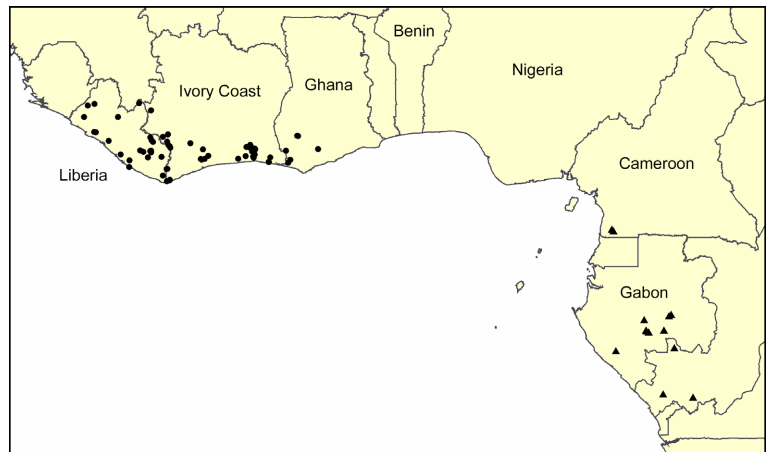 Benin
Nigeria
Ghana
Ivory Coast
Cameroon
Liberia
Gabon